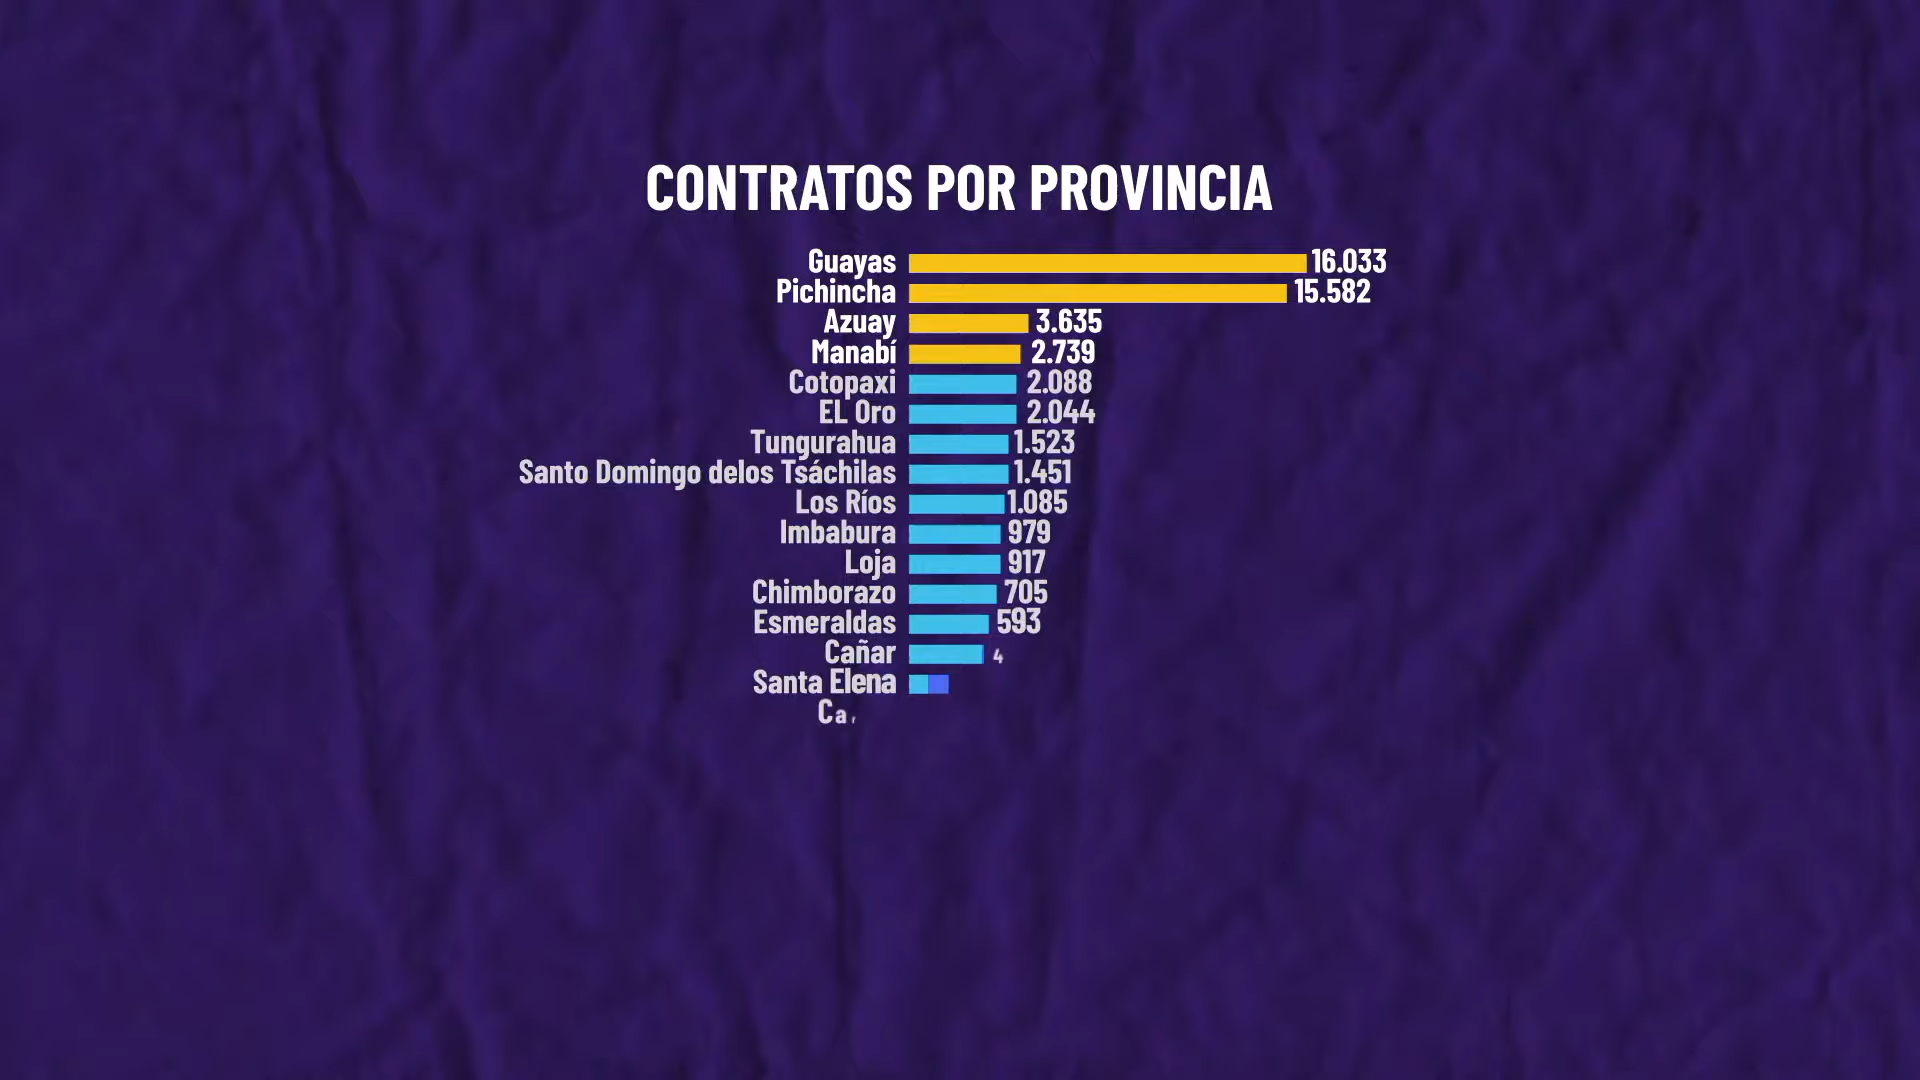 CONTRATOS POR PROVINCIA
Guayas 16.033
Pichincha 15.582
Azuay 3.635
Manabí 2.739
Cotopaxi 2.088
EL Oro 2.044
Tungurahua 1.523
Santo Domingo delos Tsáchilas 1.451
Los Ríos 1.085
Imbabura 979
Loja 917
Chimborazo 705
Esmeraldas 593
Cañar 4
Santa Elena
Ca